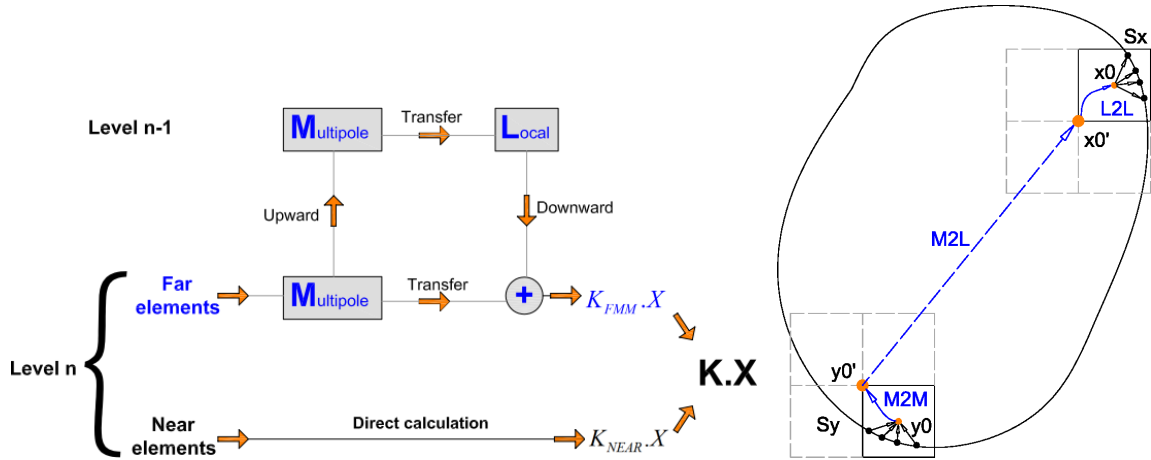 Level n-1
Multipole
Transfer
Local
Upward
Downward
Level n
Far
elements
Multipole
Transfer
+
K_FMM.X
K.X
Near
elements
Direct calculation
K_NEAR.X
Sx
x0
L2L
x0'
M2L
y0'
M2M
Sy
y0